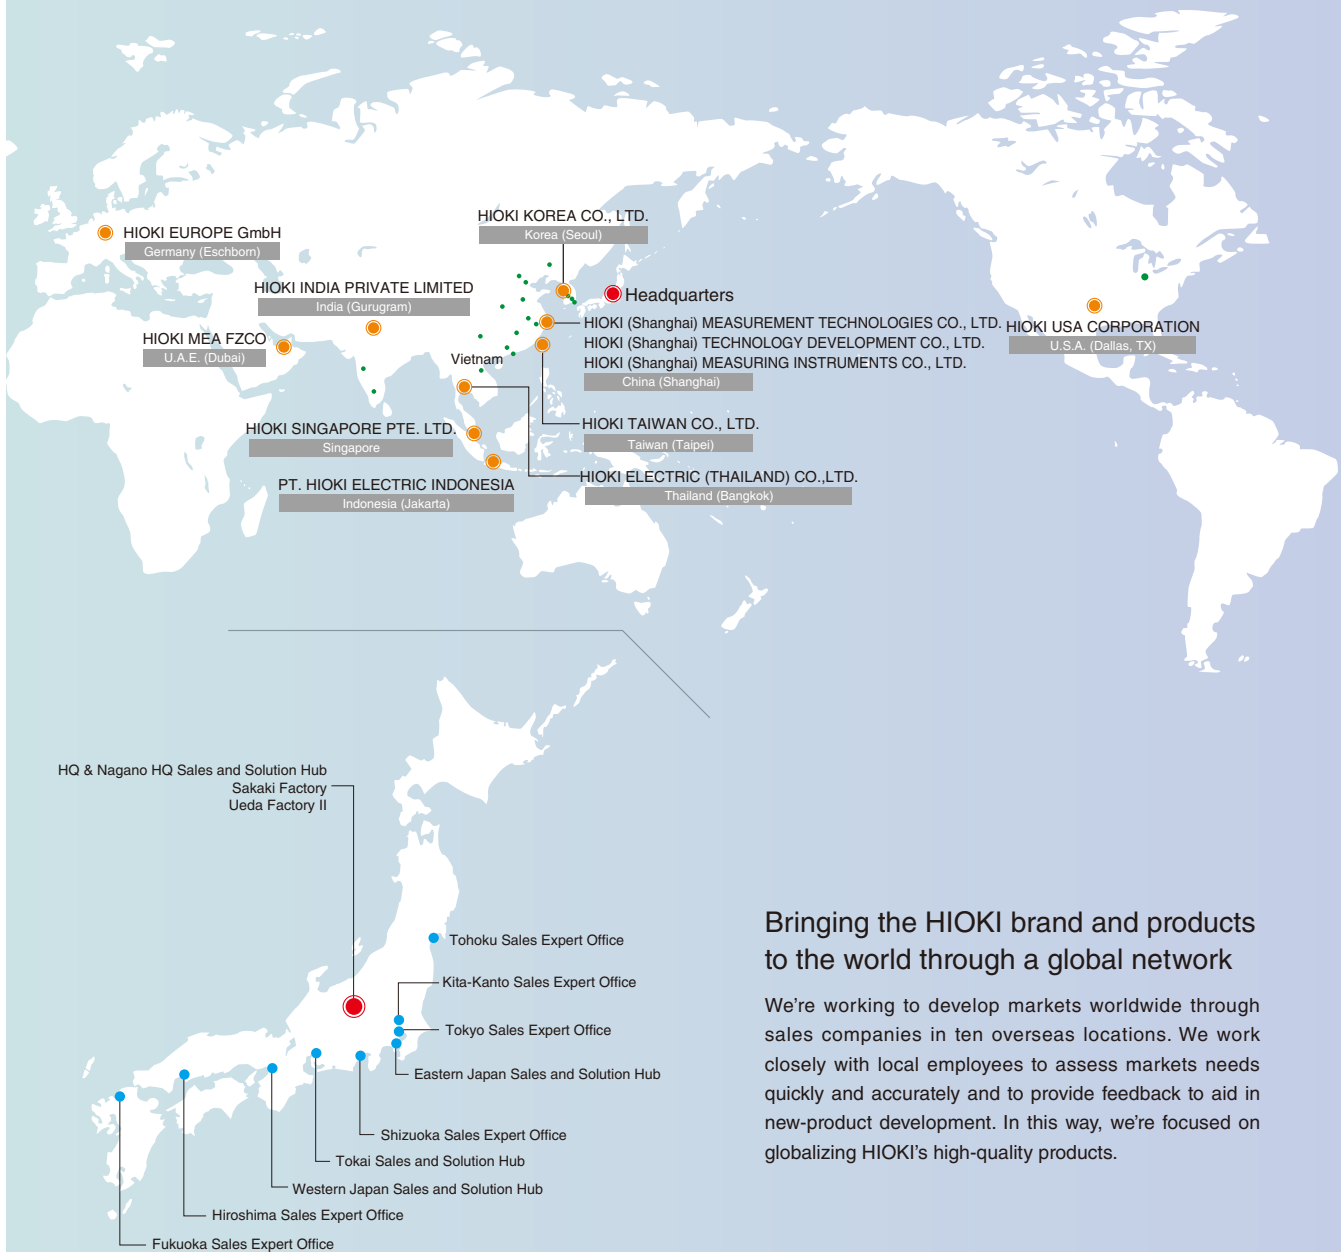 HIOKI KOREA CO., LTD.
Korea (Seoul)
HIOKI EUROPE GmbH
Germany (Eschborn)
HIOKI INDIA PRIVATE LIMITED
India (Gurugram)
Headquarters
HIOKI MEA FZCO
U.A.E. (Dubai)
HIOKI (Shanghai) MEASUREMENT TECHNOLOGIES CO., LTD.
HIOKI (Shanghai) TECHNOLOGY DEVELOPMENT CO., LTD.
HIOKI (Shanghai) MEASURING INSTRUMENTS CO., LTD.
China (Shanghai)
HIOKI USA CORPORATION
U.S.A. (Dallas, TX)
Vietnam
HIOKI SINGAPORE PTE. LTD.
Singapore
HIOKI TAIWAN CO., LTD.
Taiwan (Taipei)
PT. HIOKI ELECTRIC INDONESIA
Indonesia (Jakarta)
HIOKI ELECTRIC (THAILAND) CO.,LTD.
Thailand (Bangkok)
HQ & Nagano HQ Sales and Solution Hub
Sakaki Factory
Ueda Factory II
Tohoku Sales Expert Office
Kita-Kanto Sales Expert Office
Tokyo Sales Expert Office
Eastern Japan Sales and Solution Hub
Shizuoka Sales Expert Office
Tokai Sales and Solution Hub
Western Japan Sales and Solution Hub
Hiroshima Sales Expert Office
Fukuoka Sales Expert Office
Bringing the HIOKI brand and products
to the world through a global network
We're working to develop markets worldwide through
sales companies in ten overseas locations. We work
closely with local employees to assess markets needs
quickly and accurately and to provide feedback to aid in
new-product development. In this way, we're focused on
globalizing HIOKI's high-quality products.